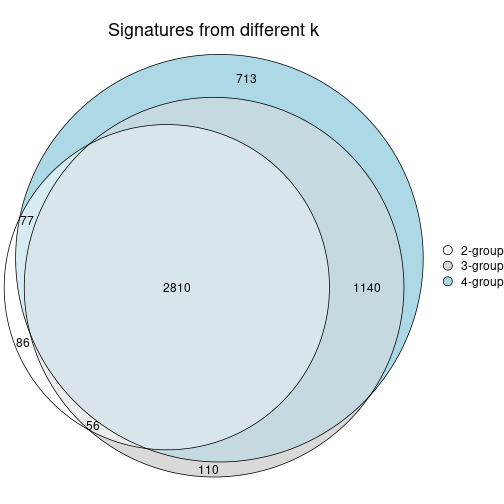 Signatures from different k
713
77
2810
1140
86
56
110
2-group
3-group
4-group